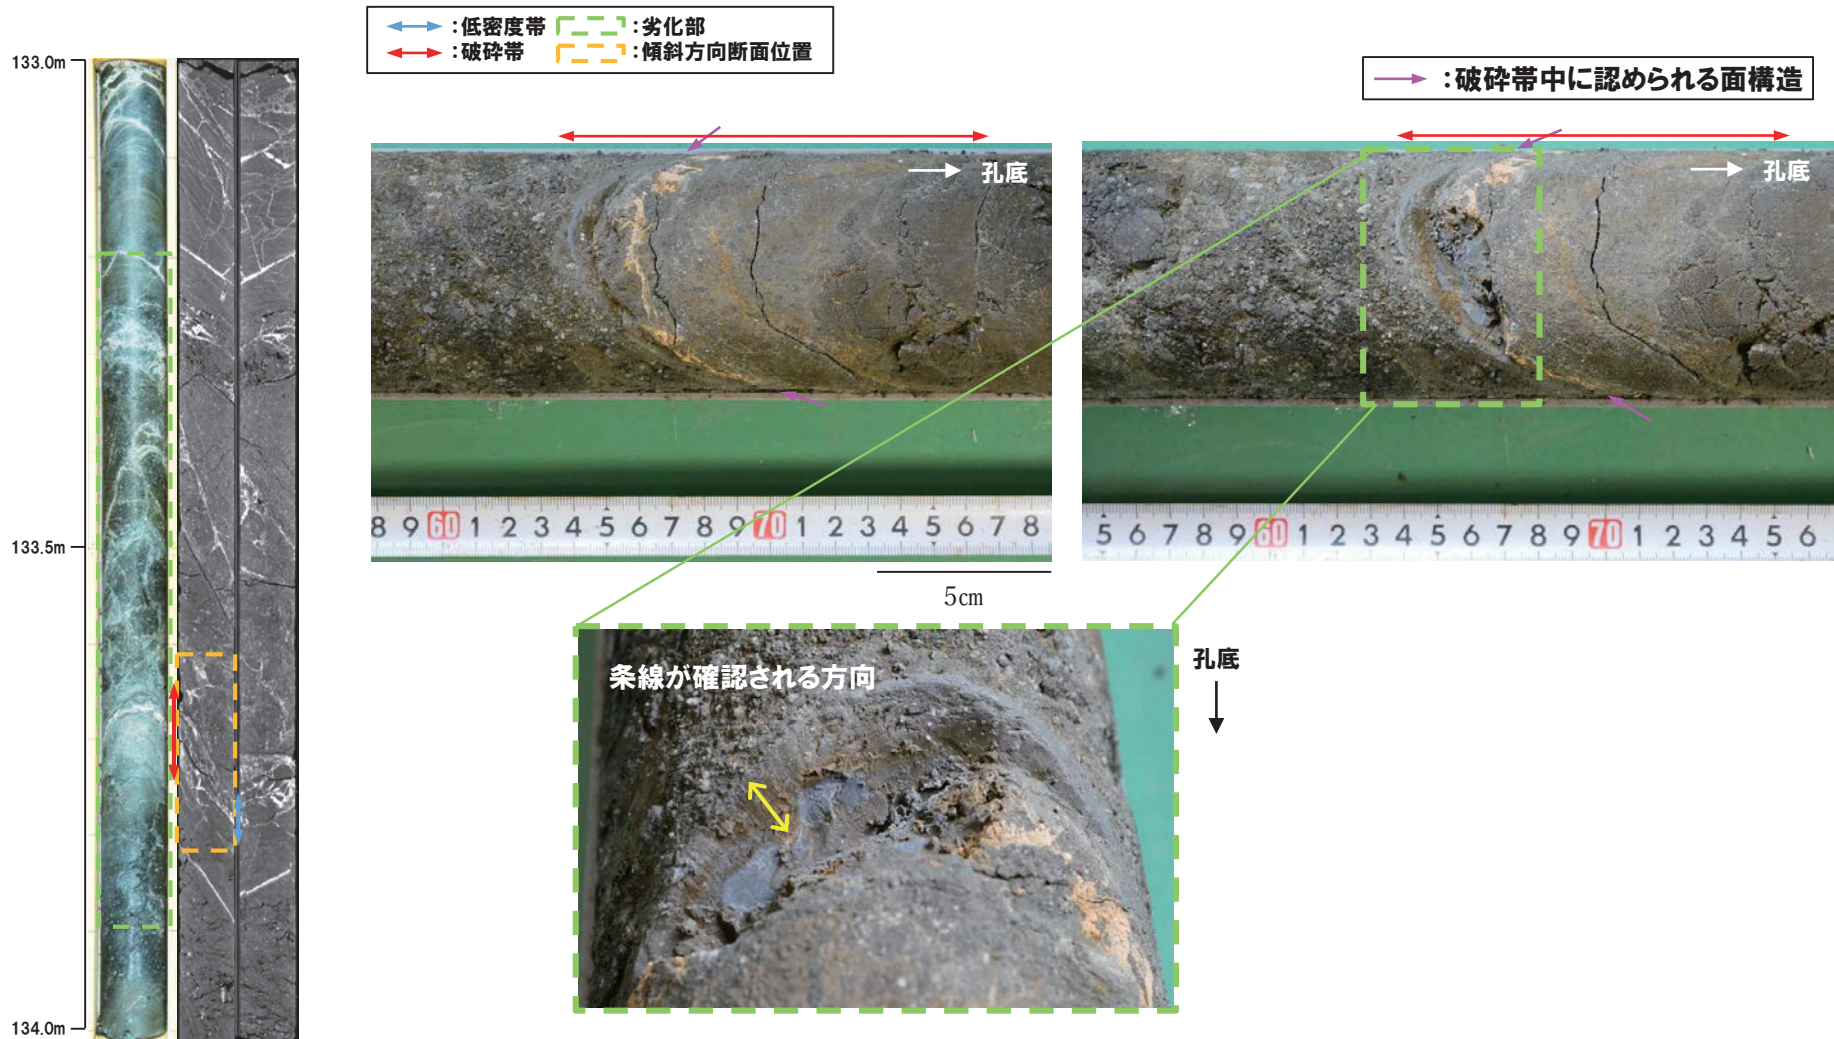 :低密度帯
:劣化部
:破砕帯
:傾斜方向断面位置
:破砕帯中に認められる面構造
133.0m
133.5m
134.0m
孔底
孔底
8 9 60 1 2 3 4 5 6 7 8 9 70 1 2 3 4 5 6 7 8
5 6 7 8 9 60 1 2 3 4 5 6 7 8 9 70 1 2 3 4 5 6
5cm
条線が確認される方向
孔底